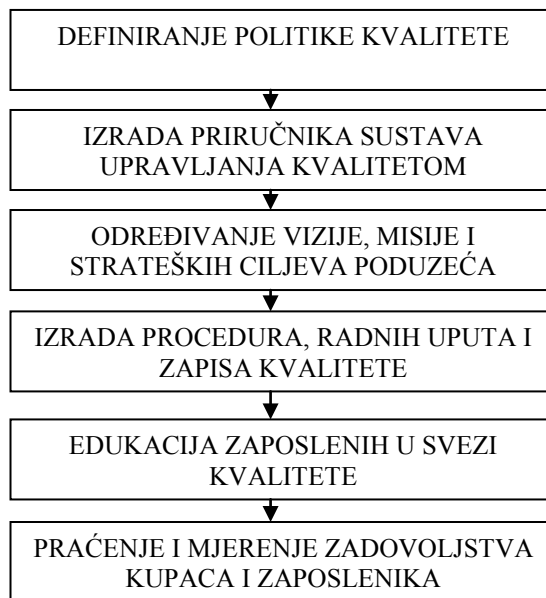 DEFINIRANJE POLITIKE KVALITETE
IZRADA PRIRUČNIKA SUSTAVA
UPRAVLJANJA KVALITETOM
ODREĐIVANJE VIZIJE, MISIJE I
STRATEŠKIH CILJEVA PODUZEĆA
IZRADA PROCEDURA, RADNIH UPUTA I
ZAPISA KVALITETE
EDUKACIJA ZAPOSLENIH U SVEZI
KVALITETE
PRAĆENJE I MJERENJE ZADOVOLJSTVA
KUPACA I ZAPOSLENIKA